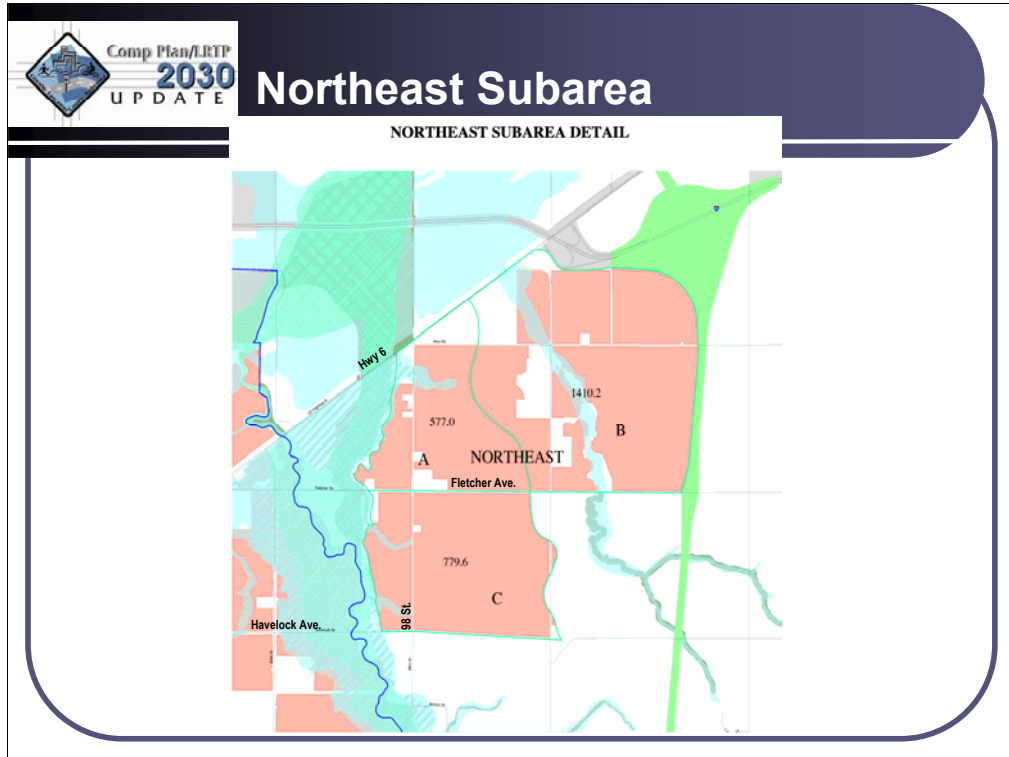 Comp Plan/LRTP
2030
UPDATE
Northeast Subarea
NORTHEAST SUBAREA DETAIL
Hwy 6
1410.2
577.0
B
A
NORTHEAST
Fletcher Ave.
779.6
C
98 St.
Havelock Ave.